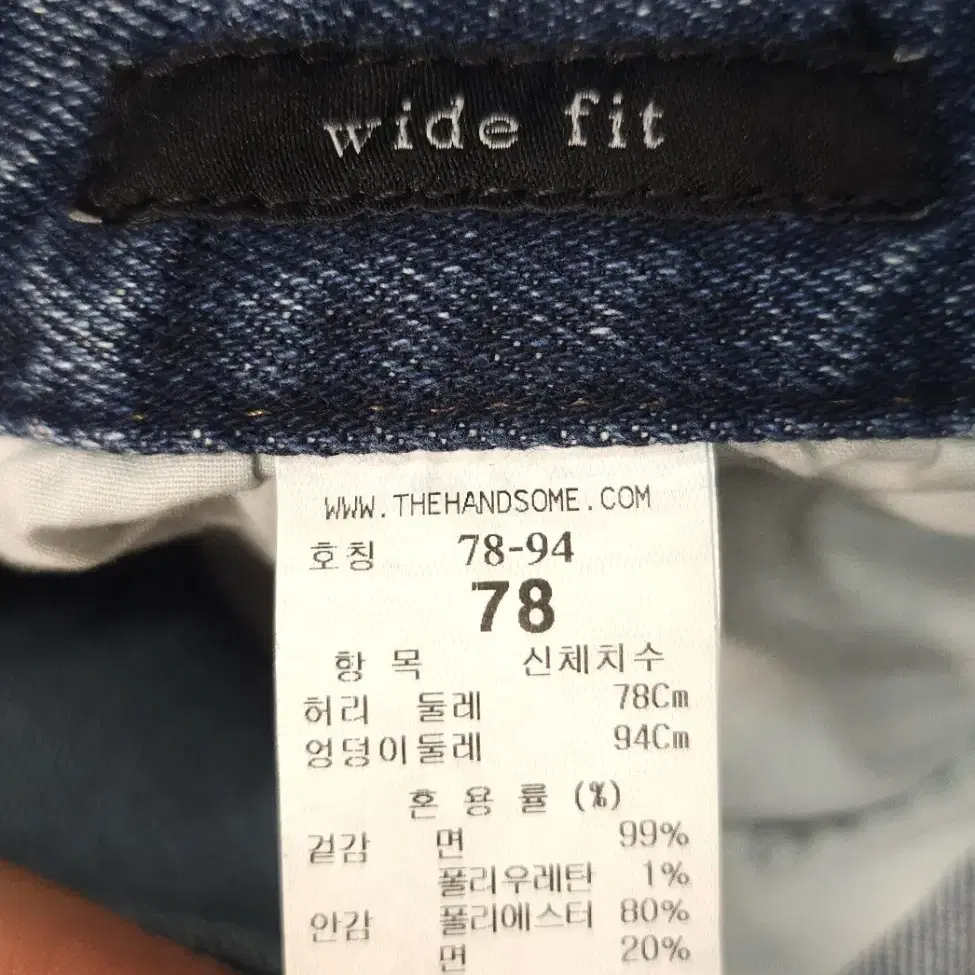 wide fit
WWW.THEHANDSOME.COM
호칭 78-94
78
항 목 신체치수
허리 둘레 78Cm
엉덩이둘레 94Cm
혼 용 률 (%)
겉감 면 99%
폴리우레탄 1%
안감 폴리에스터 80%
면 20%